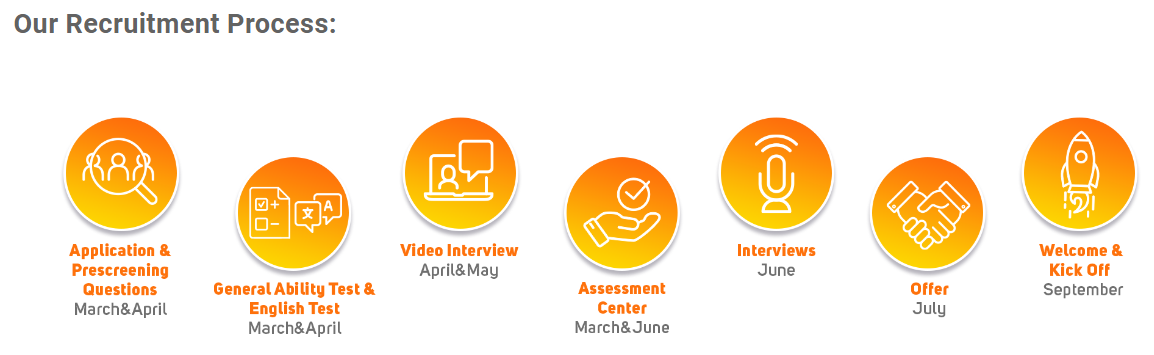 Our Recruitment Process:
Application &
Prescreening
Questions
March&April
General Ability Test &
English Test
March&April
Video Interview
April&May
Assessment
Center
March&June
Interviews
June
Offer
July
Welcome &
Kick Off
September